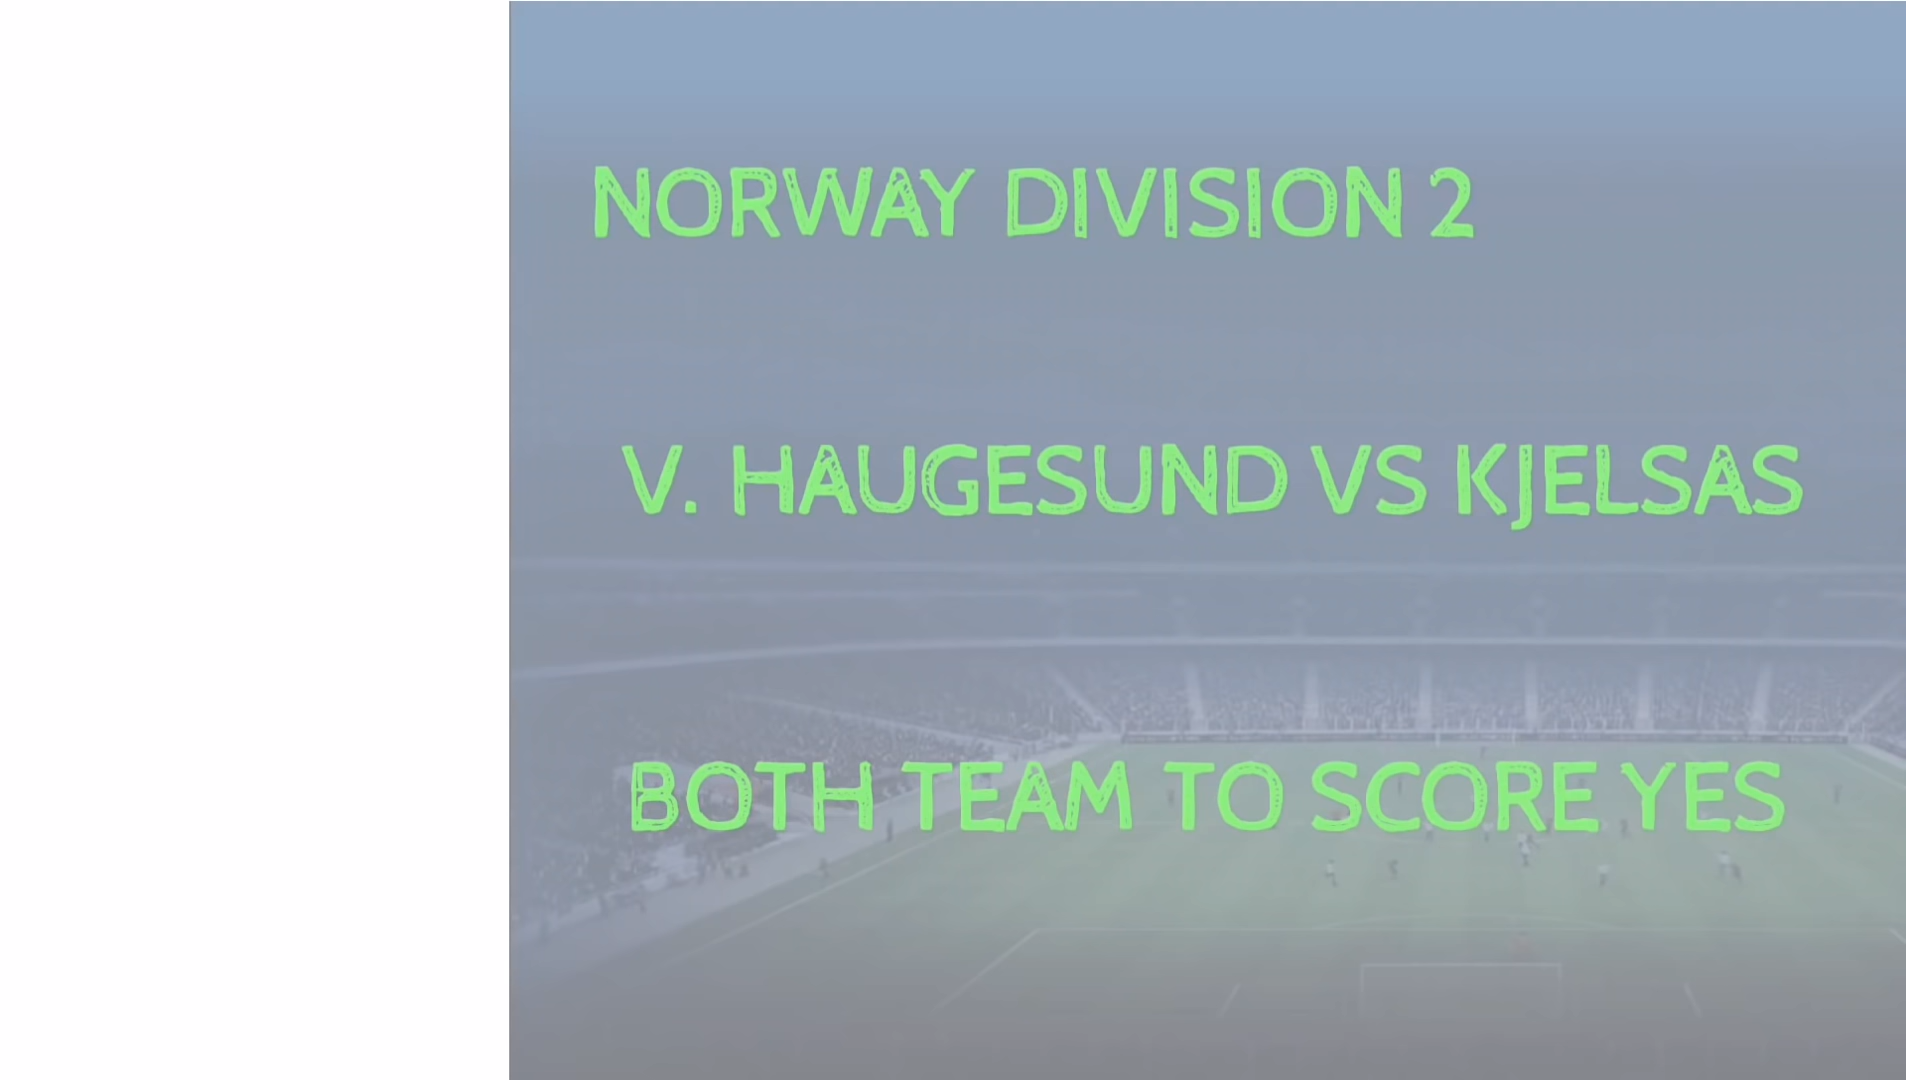 NORWAY DIVISION 2
V. HAUGESUND VS KJELSAS
BOTH TEAM TO SCORE YES